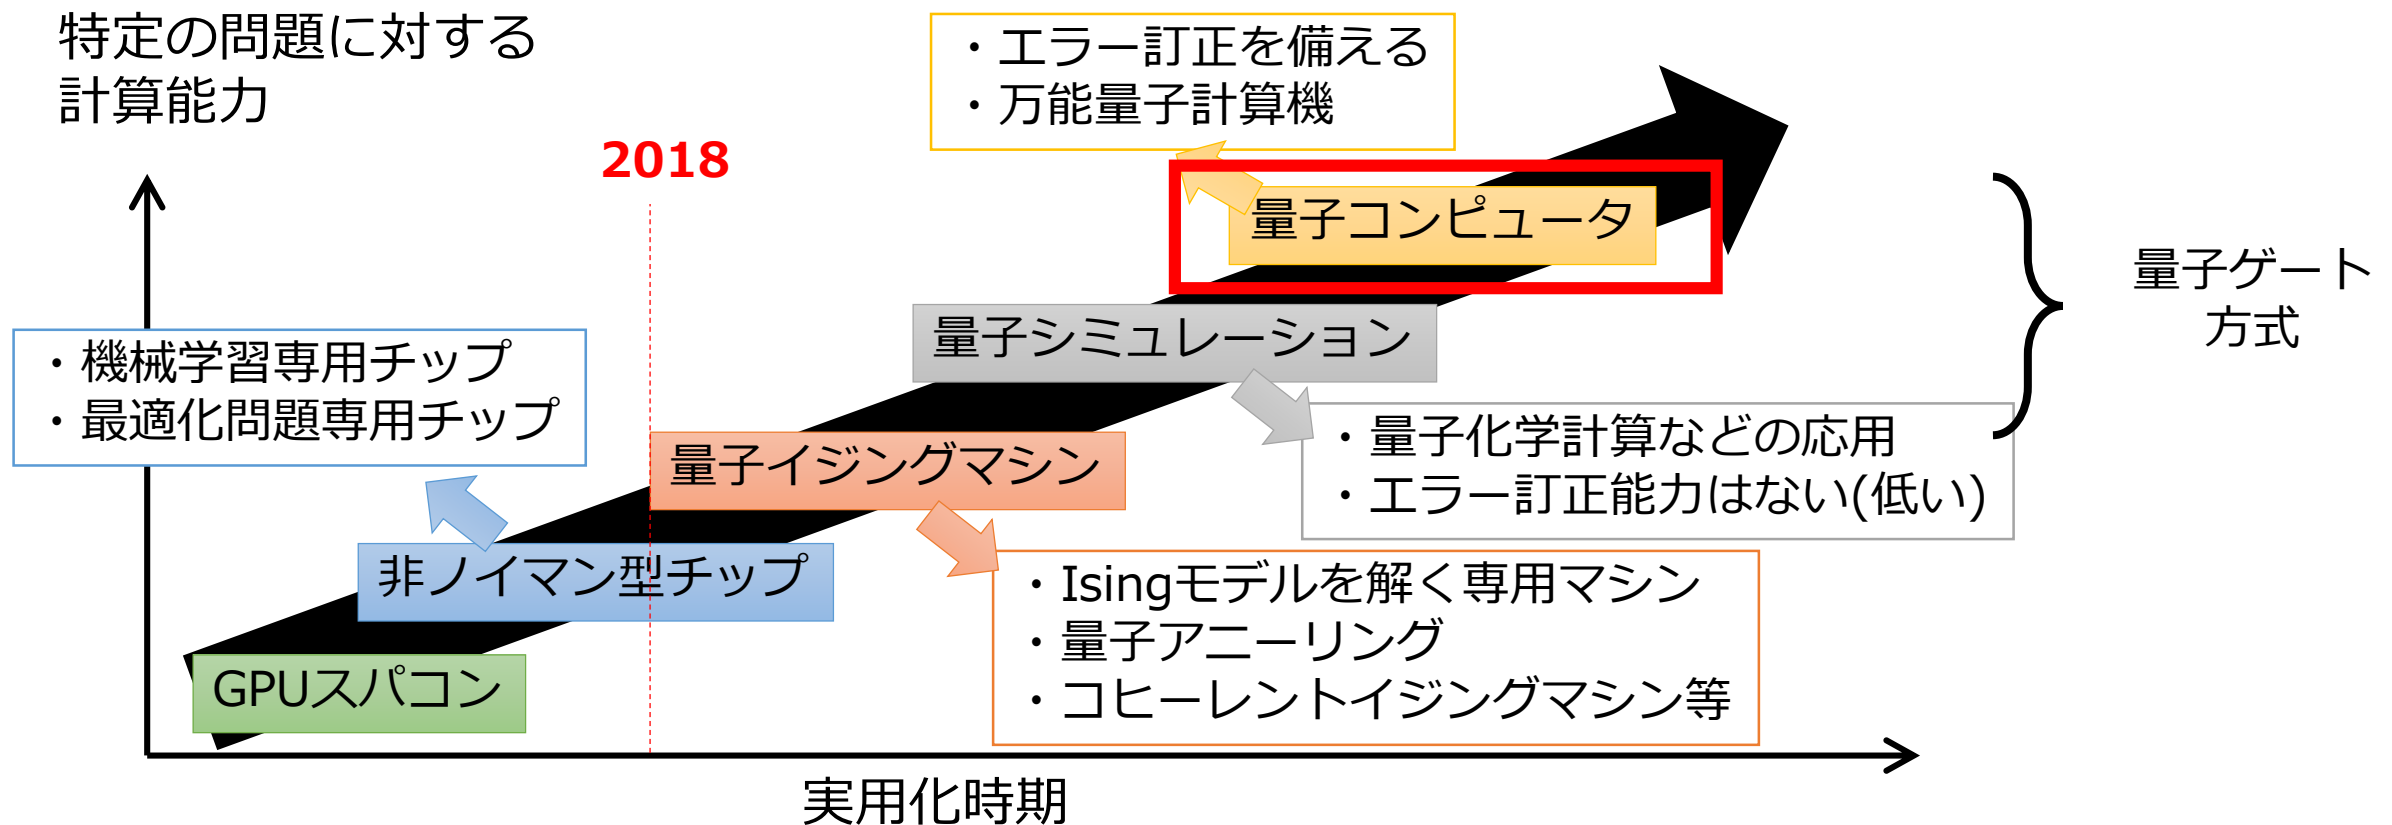 特定の問題に対する
計算能力
・エラー訂正を備える
・万能量子計算機
2018
量子コンピュータ
量子ゲート
方式
量子シミュレーション
・機械学習専用チップ
・最適化問題専用チップ
・量子化学計算などの応用
・エラー訂正能力はない(低い)
量子イジングマシン
非ノイマン型チップ
・Isingモデルを解く専用マシン
・量子アニーリング
・コヒーレントイジングマシン等
GPUスパコン
実用化時期